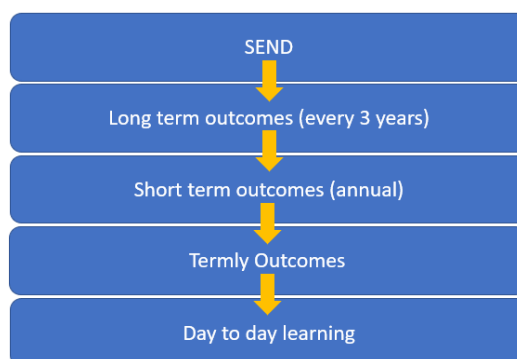 SEND
Long term outcomes (every 3 years)
Short term outcomes (annual)
Termly Outcomes
Day to day learning